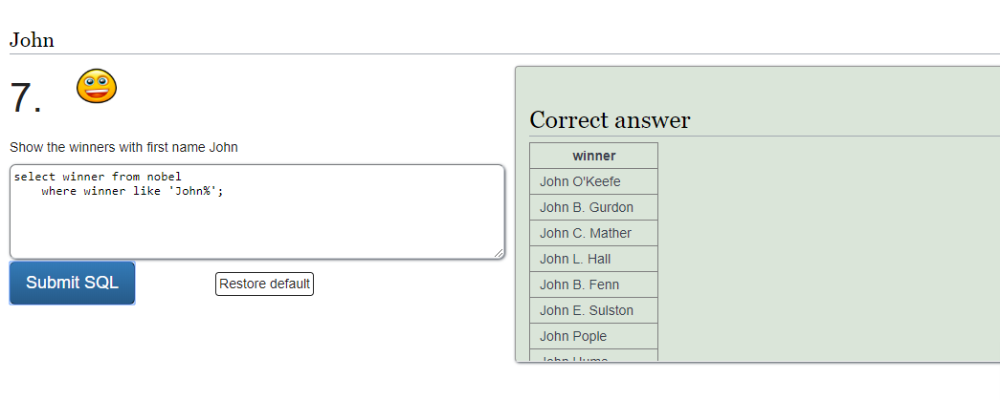 John
7.
Show the winners with first name John
select winner from nobel
where winner like 'John%';
Submit SQL
Restore default
Correct answer
winner
John O'Keefe
John B. Gurdon
John C. Mather
John L. Hall
John B. Fenn
John E. Sulston
John Pople
John Hume